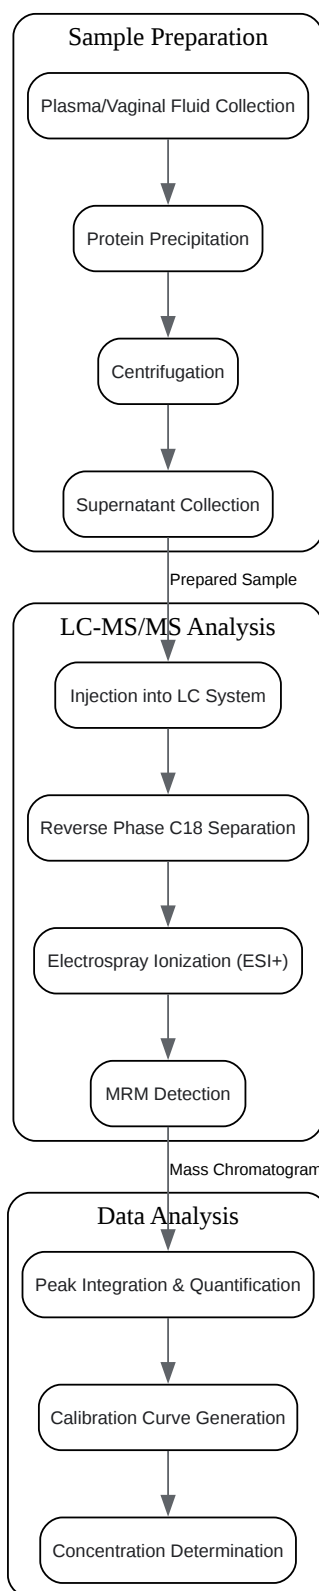 Sample Preparation
Plasma/Vaginal Fluid Collection
Protein Precipitation
Centrifugation
Supernatant Collection
Prepared Sample
LC-MS/MS Analysis
Injection into LC System
Reverse Phase C18 Separation
Electrospray Ionization (ESI+)
MRM Detection
Mass Chromatogram
Data Analysis
Peak Integration & Quantification
Calibration Curve Generation
Concentration Determination